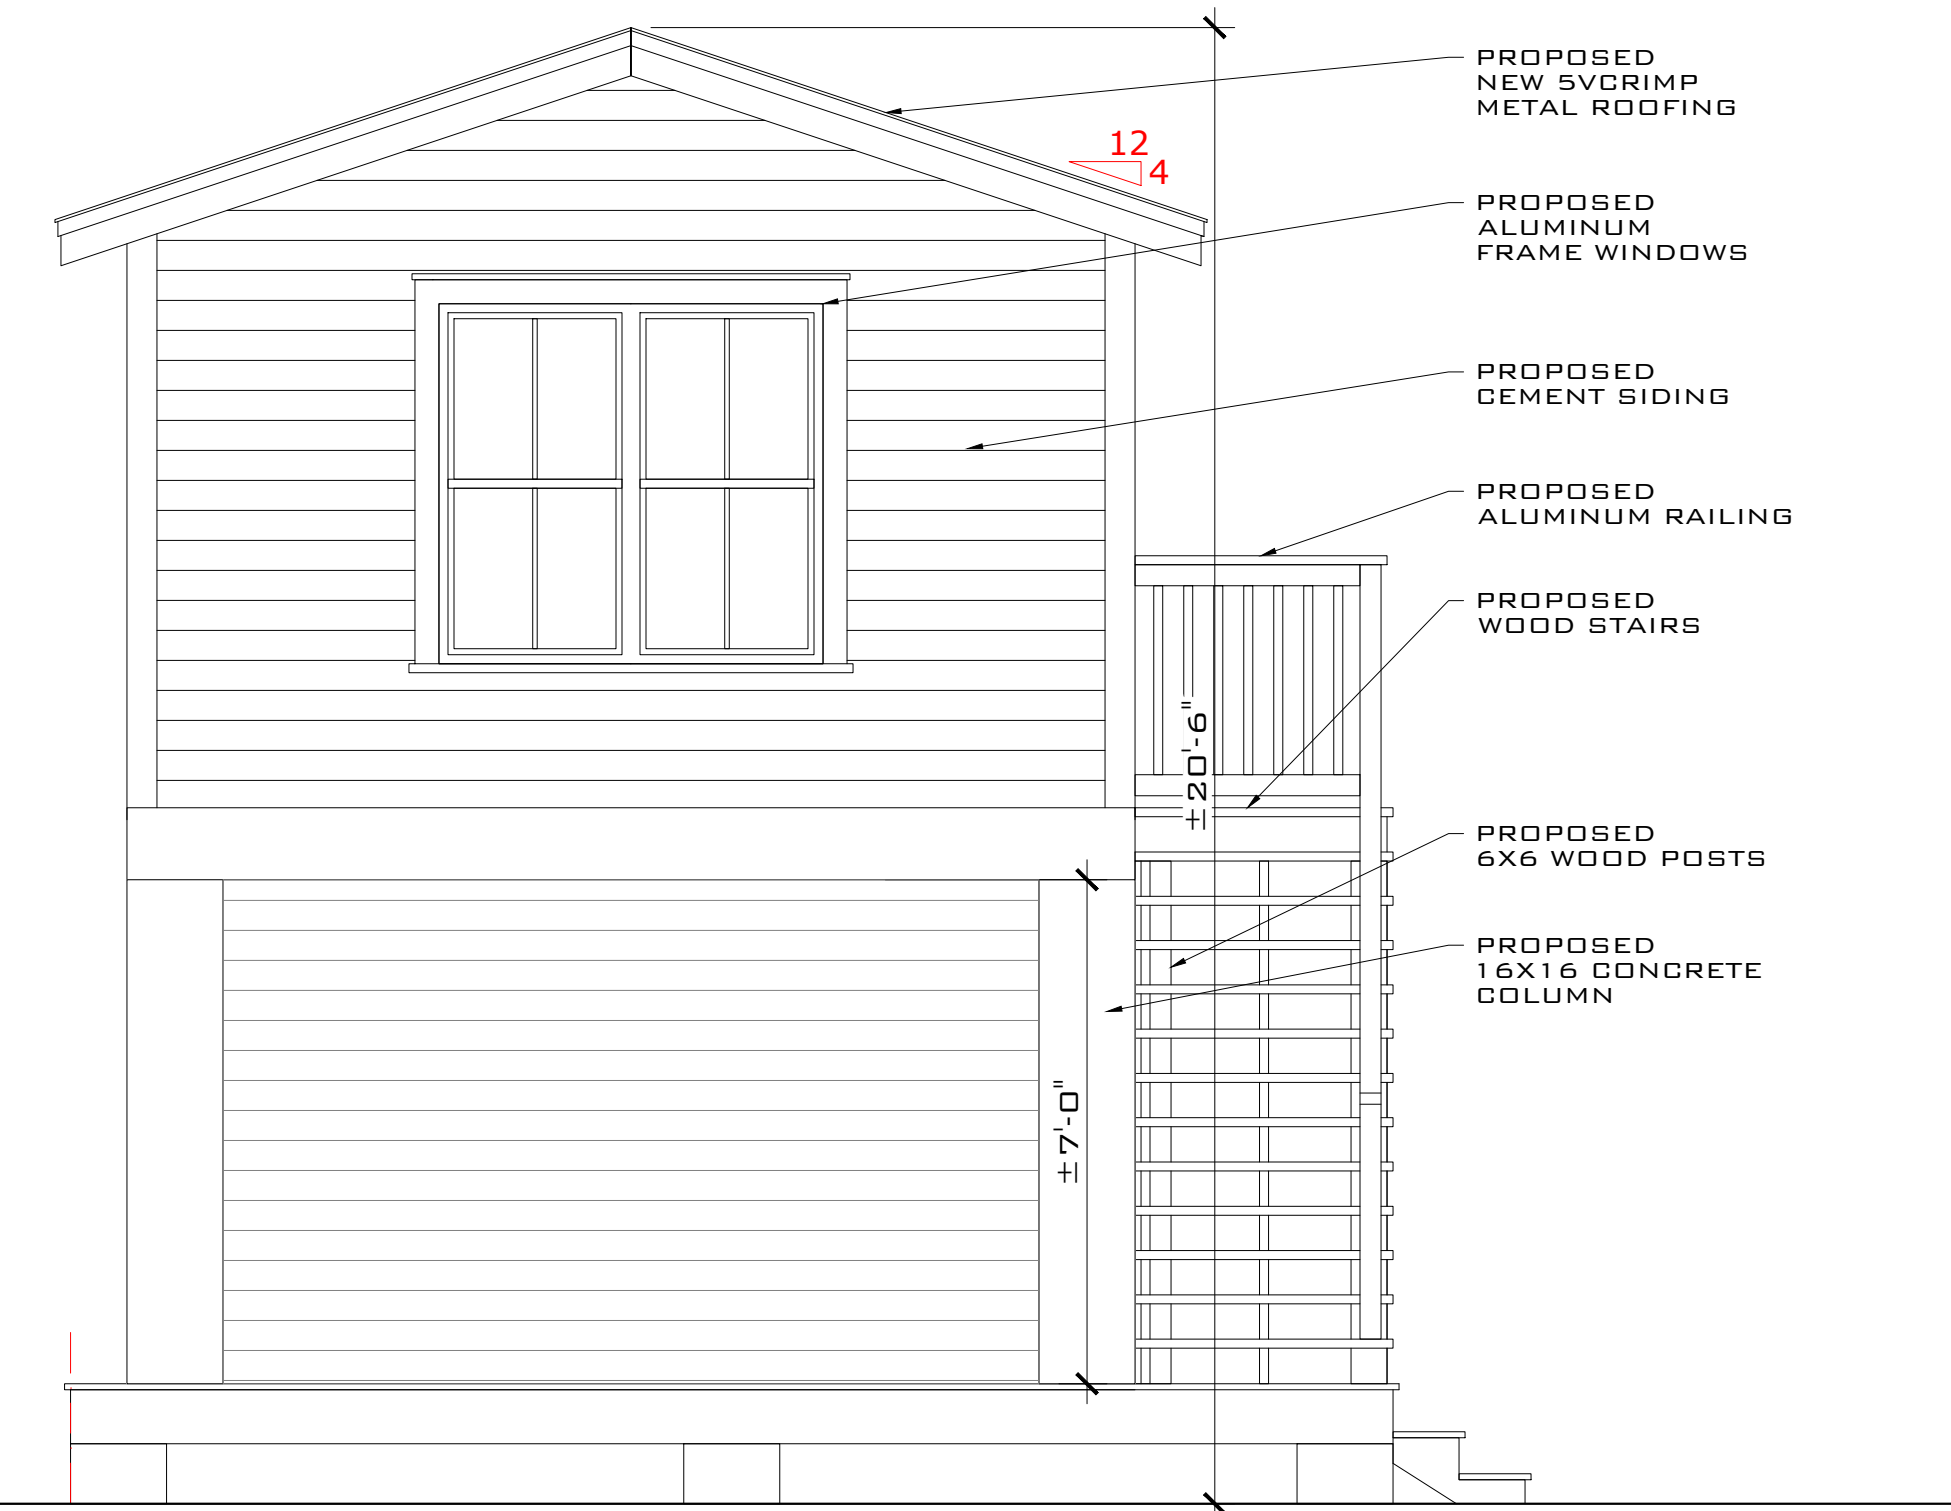 PROPOSED
NEW 5VCRIMP
METAL ROOFING
12
4
PROPOSED
ALUMINUM
FRAME WINDOWS
PROPOSED
CEMENT SIDING
PROPOSED
ALUMINUM RAILING
PROPOSED
WOOD STAIRS
±20'-6"
PROPOSED
6X6 WOOD POSTS
PROPOSED
16X16 CONCRETE
COLUMN
±7'-0"